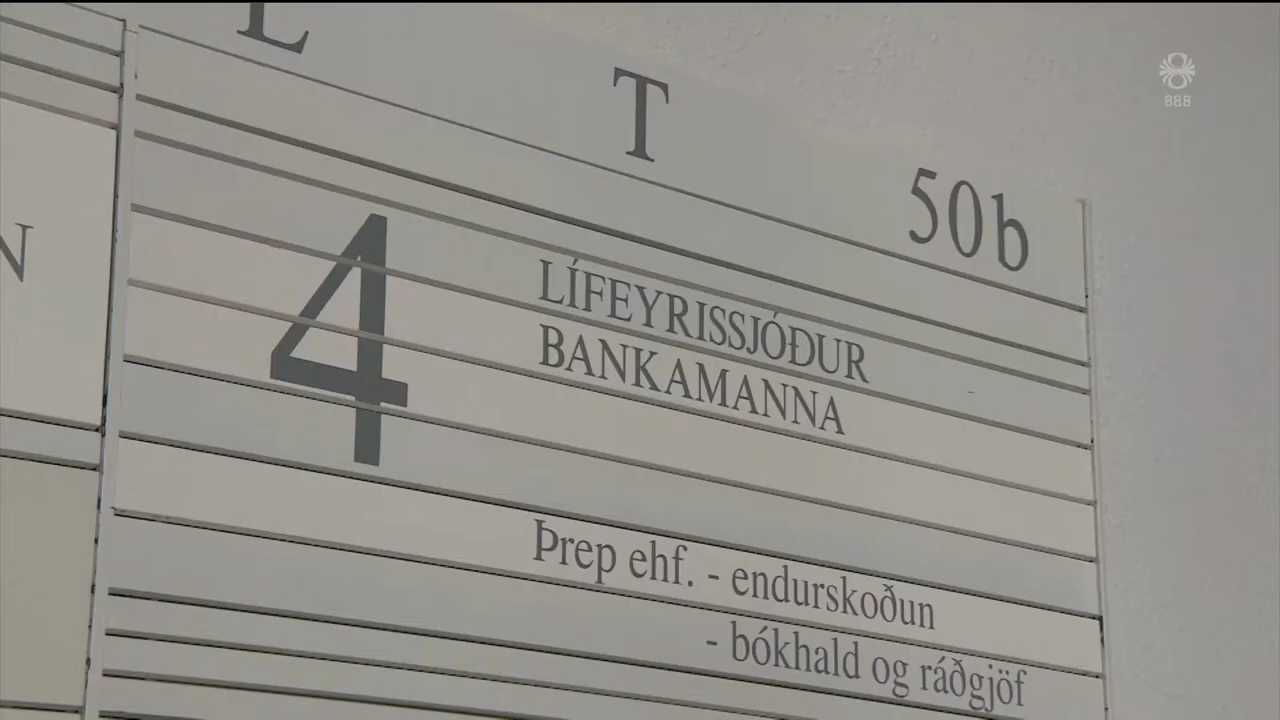 L T 50b
888
N
4
LÍFEYRISSJÓÐUR
BANKAMANNA
Þrep ehf. - endurskoðun
- bókhald og ráðgjöf